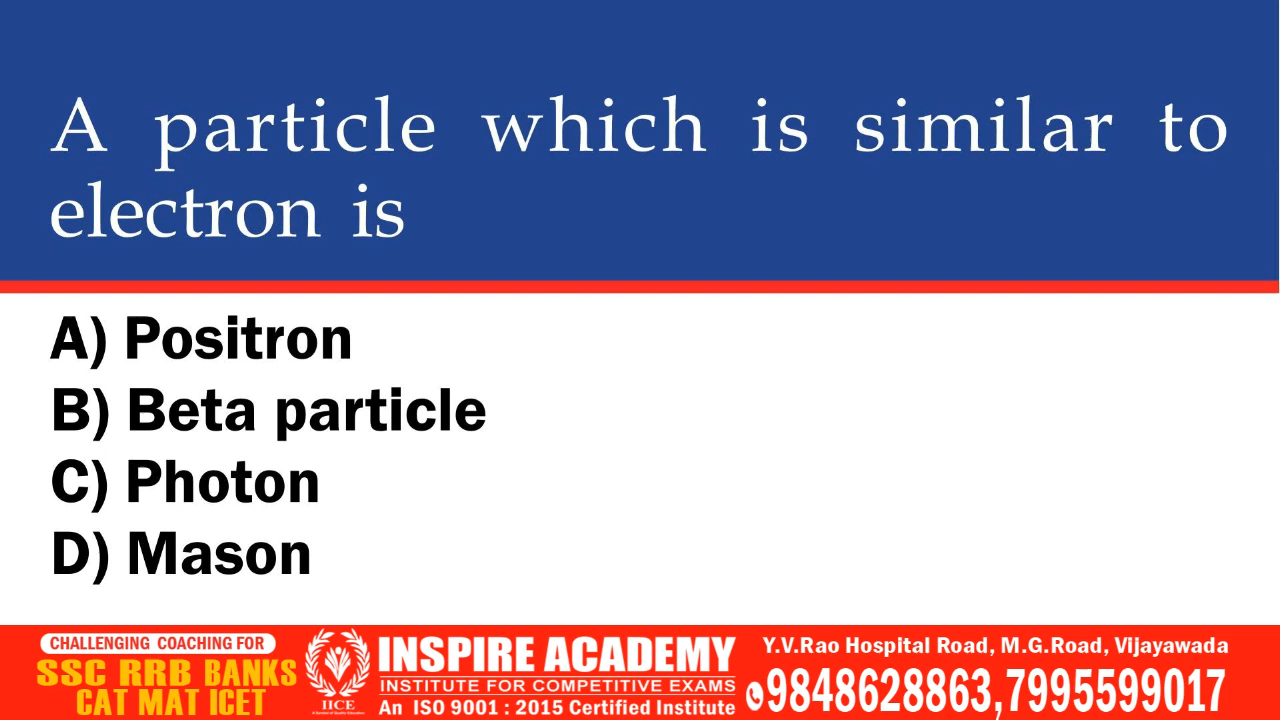 A particle which is similar to
electron is
A) Positron
B) Beta particle
C) Photon
D) Mason
CHALLENGING COACHING FOR
SSC RRB BANKS
CAT MAT ICET
IICE
INSPIRE ACADEMY
INSTITUTE FOR COMPETITIVE EXAMS
An ISO 9001 : 2015 Certified Institute
Y.V.Rao Hospital Road, M.G.Road, Vijayawada
9848628863,7995599017